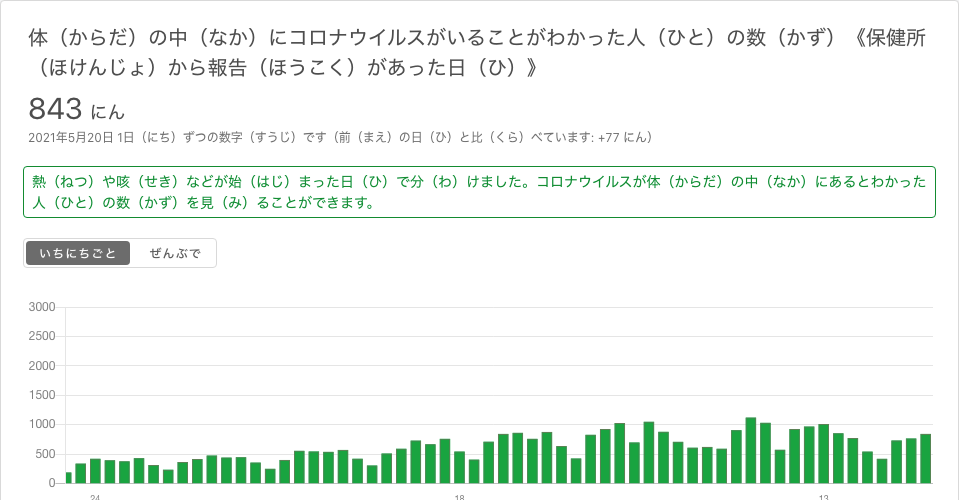 体（からだ）の中（なか）にコロナウイルスがいることがわかった人（ひと）の数（かず）《保健所
（ほけんじょ）から報告（ほうこく）があった日（ひ）》
843 にん
2021年5月20日 1日（にち）ずつの数字（すうじ）です（前（まえ）の日（ひ）と比（くら）べています: +77 にん）
熱（ねつ）や咳（せき）などが始（はじ）まった日（ひ）で分（わ）けました。コロナウイルスが体（からだ）の中（なか）にあるとわかった
人（ひと）の数（かず）を見（み）ることができます。
いちにちごと ぜんぶで
3000
2500
2000
1500
1000
500
0
24 18 13